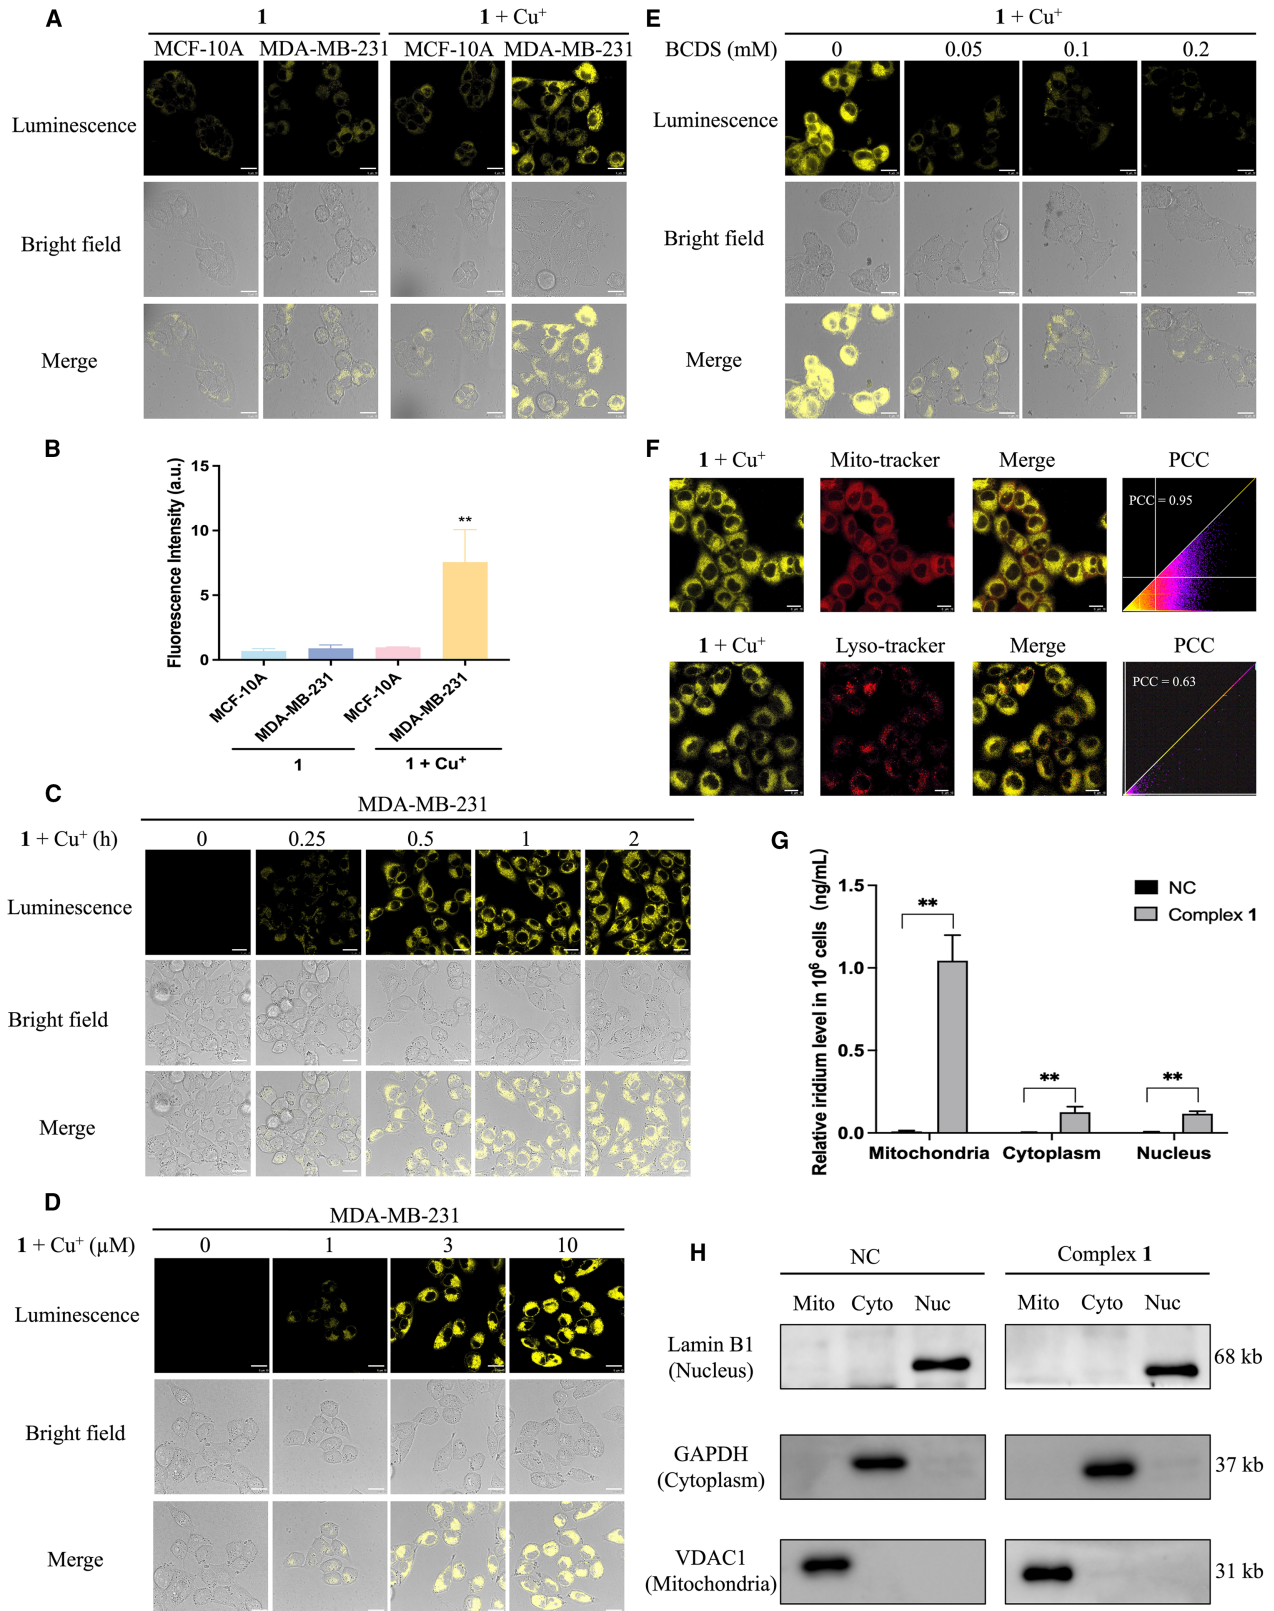 A
1
1 + Cu⁺
MCF-10A MDA-MB-231 MCF-10A MDA-MB-231
Luminescence
Bright field
Merge
B
Fluorescence Intensity (a.u.)
15
10
5
0
**
MCF-10A
MDA-MB-231
MCF-10A
MDA-MB-231
1
1 + Cu⁺
C
MDA-MB-231
1 + Cu⁺ (h) 0 0.25 0.5 1 2
Luminescence
Bright field
Merge
D
MDA-MB-231
1 + Cu⁺ (µM) 0 1 3 10
Luminescence
Bright field
Merge
E
1 + Cu⁺
BCDS (mM) 0 0.05 0.1 0.2
Luminescence
Bright field
Merge
F
1 + Cu⁺ Mito-tracker Merge PCC
PCC = 0.95
1 + Cu⁺ Lyso-tracker Merge PCC
PCC = 0.63
G
Relative iridium level in 10⁶ cells (ng/mL)
1.5
1.0
0.5
0.0
NC
Complex 1
**
**
**
Mitochondria Cytoplasm Nucleus
H
NC Complex 1
Mito Cyto Nuc Mito Cyto Nuc
Lamin B1
(Nucleus)
68 kb
GAPDH
(Cytoplasm)
37 kb
VDAC1
(Mitochondria)
31 kb